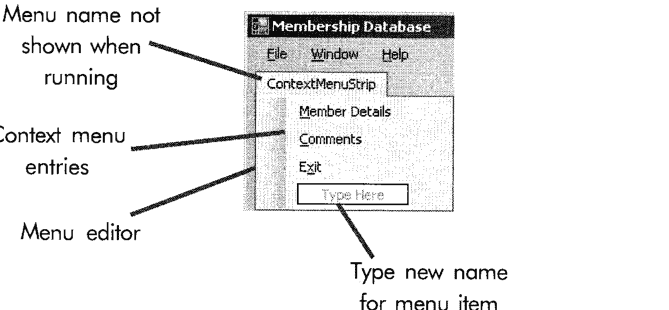 Menu name not
shown when
running
Membership Database
File Window Help
ContextMenuStrip
Member Details
Comments
Exit
Type Here
Context menu
entries
Menu editor
Type new name
for menu item